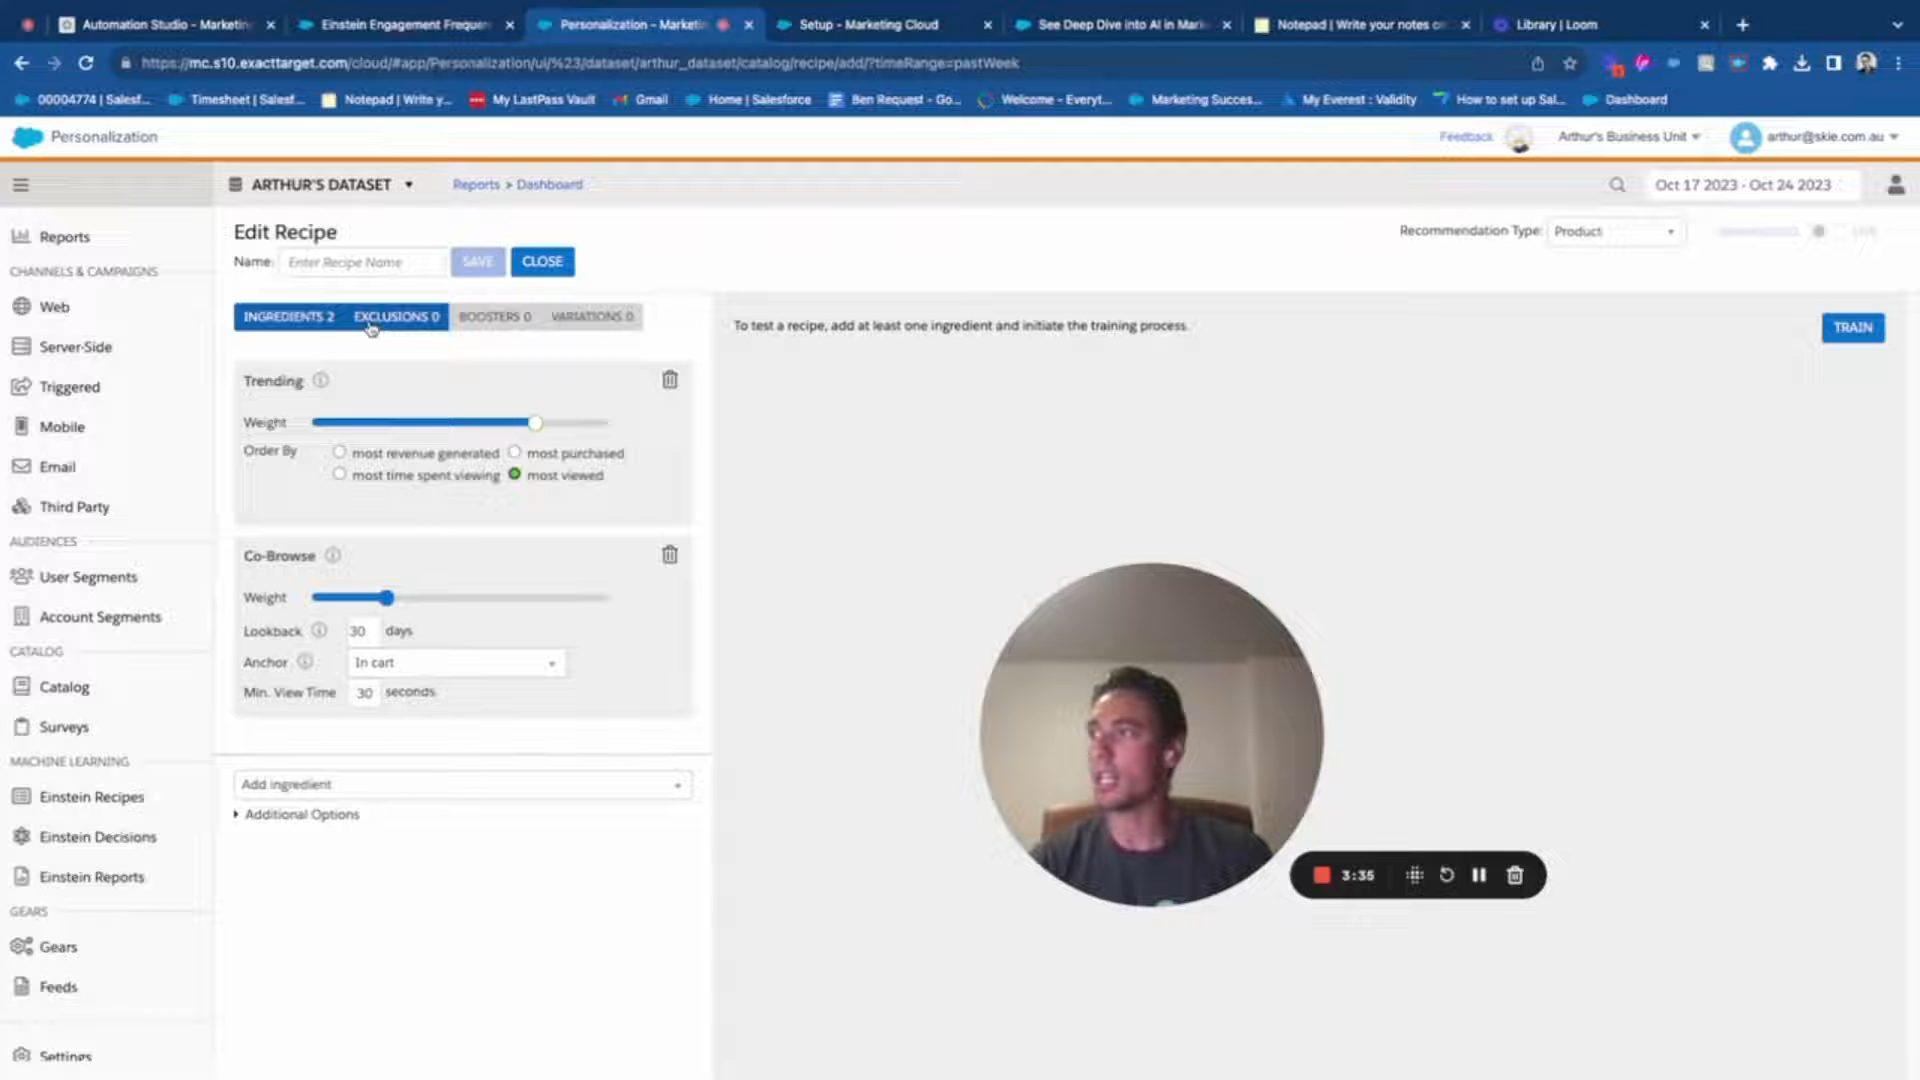 Automation Studio - Marketin
Einstein Engagement Frequen
Personalization - Marketin
Setup - Marketing Cloud
See Deep Dive into AI in Mark
Notepad | Write your notes on
Library | Loom
https://mc.s10.exacttarget.com/cloud/#app/Personalization/ui/%23/dataset/arthur_dataset/catalog/recipe/add/?timeRange=pastWeek
00004774 | Salesf...
Timesheet | Salesf...
Notepad | Write y...
My LastPass Vault
Gmail
Home | Salesforce
Ben Request - Go...
Welcome - Everyt...
Marketing Succes...
My Everest : Validity
How to set up Sal...
Dashboard
Personalization
Feedback
Arthur's Business Unit
arthur@skie.com.au
ARTHUR'S DATASET
Reports > Dashboard
Oct 17 2023 - Oct 24 2023
Reports
CHANNELS & CAMPAIGNS
Web
Server-Side
Triggered
Mobile
Email
Third Party
AUDIENCES
User Segments
Account Segments
CATALOG
Catalog
Surveys
MACHINE LEARNING
Einstein Recipes
Einstein Decisions
Einstein Reports
GEARS
Gears
Feeds
Settings
Edit Recipe
Recommendation Type: Product
Name: Enter Recipe Name SAVE CLOSE
INGREDIENTS 2 EXCLUSIONS 0 BOOSTERS 0 VARIATIONS 0
To test a recipe, add at least one ingredient and initiate the training process.
TRAIN
Trending
Weight
Order By
most revenue generated most purchased
most time spent viewing most viewed
Co-Browse
Weight
Lookback 30 days
Anchor In cart
Min. View Time 30 seconds
Add ingredient
Additional Options
3:35